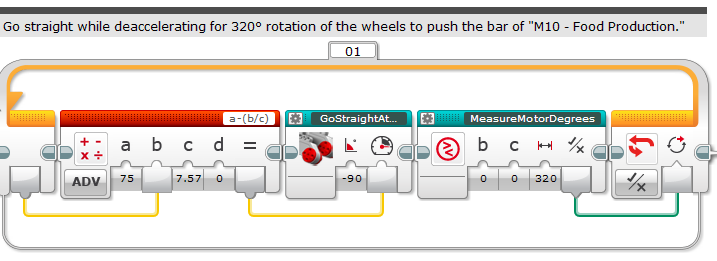 Go straight while deaccelerating for 320° rotation of the wheels to push the bar of "M10 - Food Production."
01
a-(b/c) GoStraightAt... MeasureMotorDegrees
a b c d = b c
ADV 75 7.57 0 -90 0 0 320